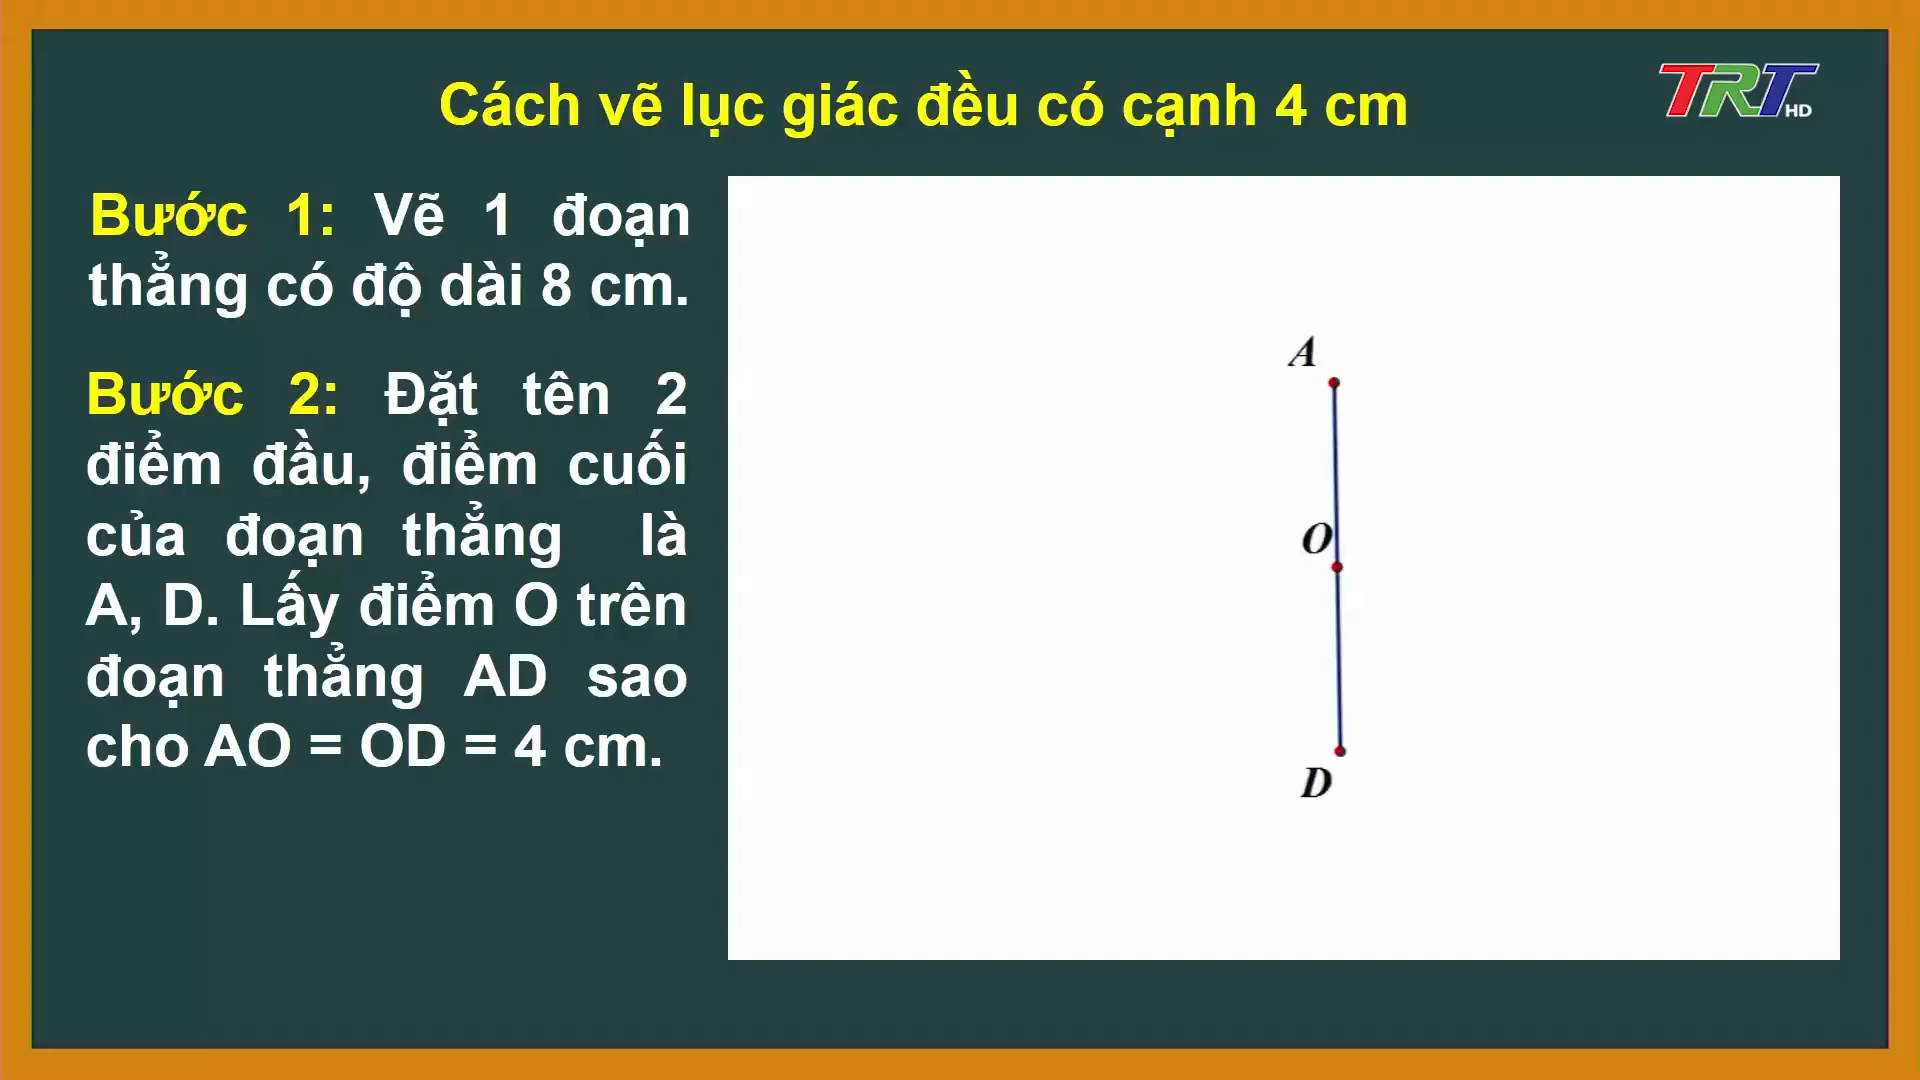 Cách vẽ lục giác đều có cạnh 4 cm
TRT HD
Bước 1: Vẽ 1 đoạn
thẳng có độ dài 8 cm.
Bước 2: Đặt tên 2
điểm đầu, điểm cuối
của đoạn thẳng là
A, D. Lấy điểm O trên
đoạn thẳng AD sao
cho AO = OD = 4 cm.
A
O
D